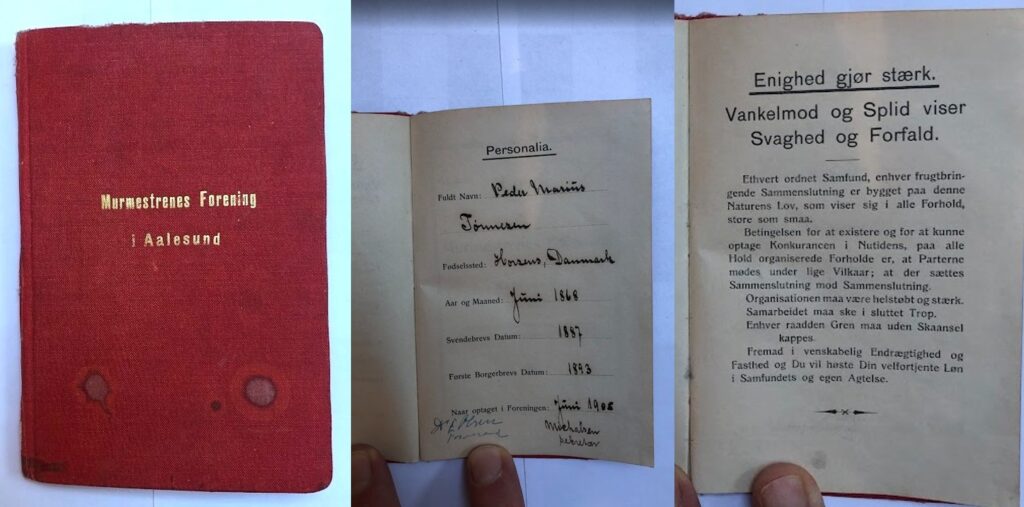 Murmestrenes Forening
i Aalesund
Personalia.
Fuldt Navn: Peder Marius
Tønnesen
Fødselssted: Horsens, Danmark
Aar og Maaned: Juni 1868
Svendebrevs Datum: 1887
Første Borgerbrevs Datum: 1893
Naar optaget i Foreningen: Juni 1905
Olsen
Formand
sekretær
Enighed gjør stærk.
Vankelmod og Splid viser
Svaghed og Forfald.
Ethvert ordnet Samfund, enhver frugtbrin-
gende Sammenslutning er bygget paa denne
Naturens Lov, som viser sig i alle Forhold,
støre som smaa.
Betingelsen for at existere og for at kunne
optage Konkurancen i Nutidens, paa alle
Hold organiserede Forholde er, at Parterne
mødes under lige Vilkaar; at der sættes
Sammenslutning mod Sammenslutning.
Organisationen maa være helstøbt og stærk.
Samarbeidet maa ske i sluttet Trop.
Enhver raadden Gren maa uden Skaansel
kappes.
Fremad i venskabelig Endrægtighed og
Fasthed og Du vil høste Din velfortjente Løn
i Samfundets og egen Agtelse.